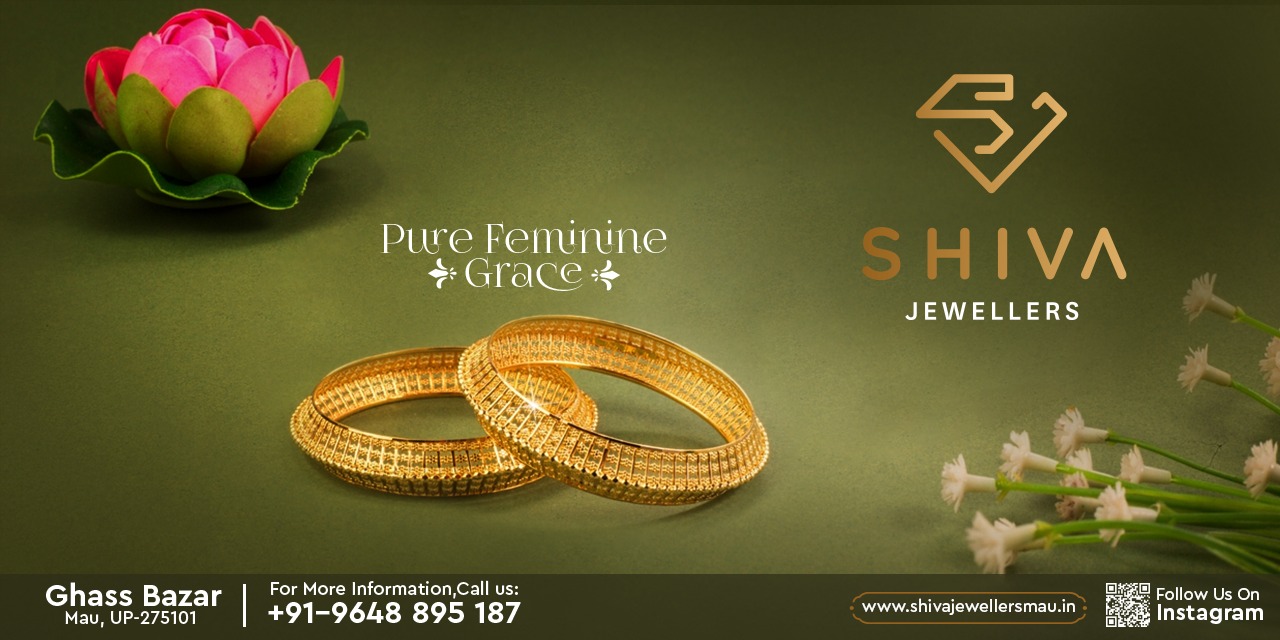 Pure Feminine
Grace
SHIVA
JEWELLERS
Ghass Bazar
Mau, UP-275101
For More Information,Call us:
+91-9648 895 187
www.shivajewellersmau.in
Follow Us On
Instagram